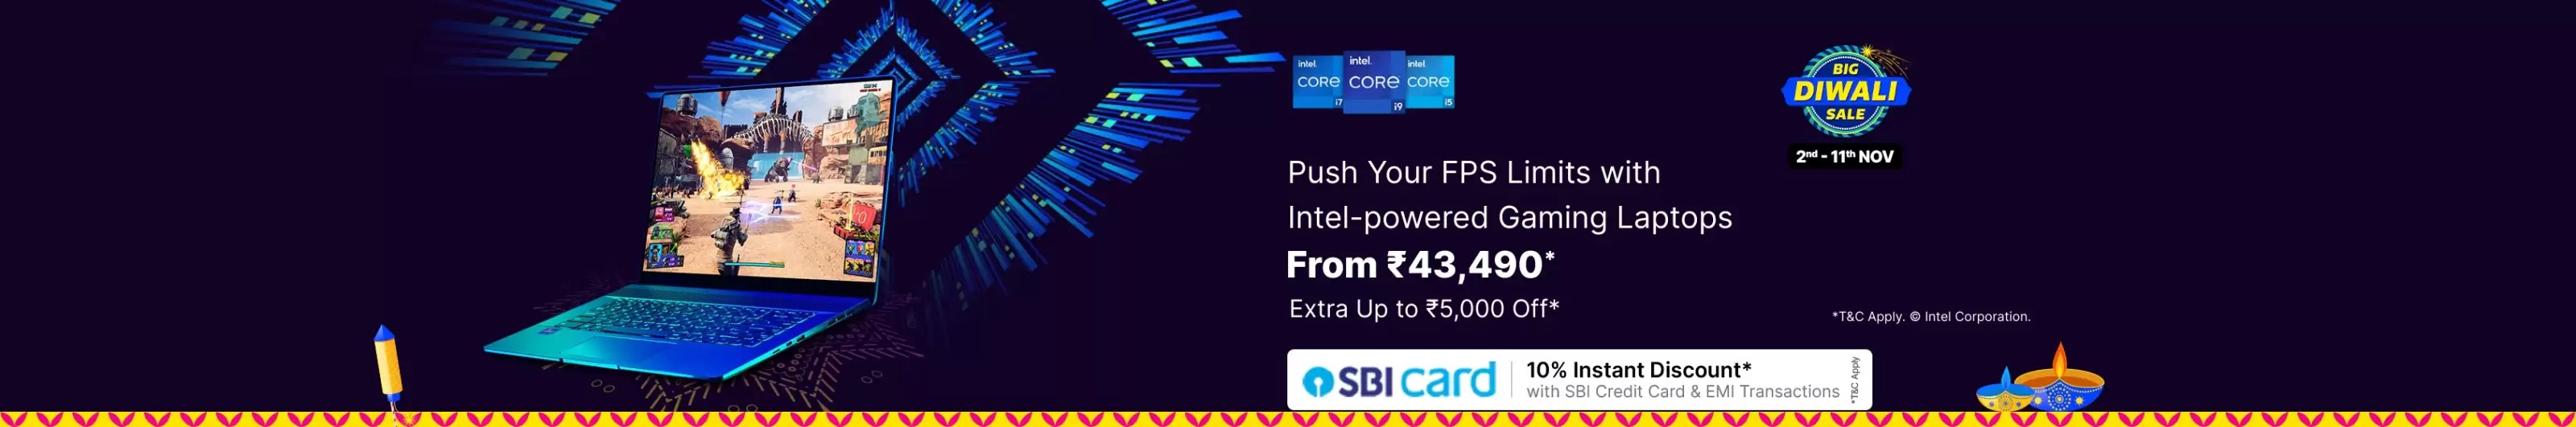 intel.
CORE
i7
intel.
CORE
i9
intel
CORE
i5
BIG
DIWALI
SALE
2nd - 11th NOV
Push Your FPS Limits with
Intel-powered Gaming Laptops
From ₹43,490*
Extra Up to ₹5,000 Off*
*T&C Apply. © Intel Corporation.
SBI card
10% Instant Discount*
with SBI Credit Card & EMI Transactions
*T&C Apply